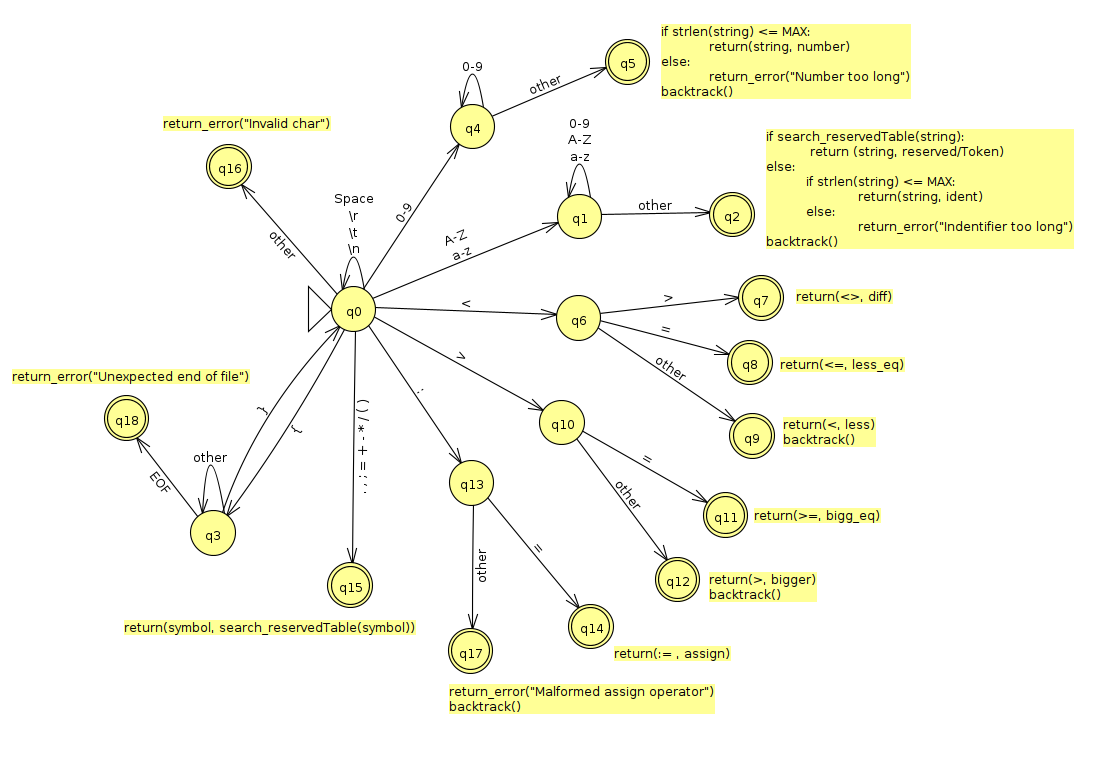 if strlen(string) <= MAX:
return(string, number)
else:
return_error("Number too long")
backtrack()
q5
0-9
other
q4
return_error("Invalid char")
q16
0-9
A-Z
a-z
if search_reservedTable(string):
return (string, reserved/Token)
else:
if strlen(string) <= MAX:
return(string, ident)
else:
return_error("Indentifier too long")
backtrack()
q1
other
q2
Space
\r
\t
\n
other
0-9
A-Z
a-z
q0
<
q6
>
q7
return(<>, diff)
=
q8
return(<=, less_eq)
other
q9
return(<, less)
backtrack()
>
q10
=
q11
return(>=, bigg_eq)
other
q12
return(>, bigger)
backtrack()
:
q13
=
q14
return(:= , assign)
other
q17
return_error("Malformed assign operator")
backtrack()
( ) / * - + = ; , .
q15
return(symbol, search_reservedTable(symbol))
}
{
return_error("Unexpected end of file")
q18
EOF
other
q3